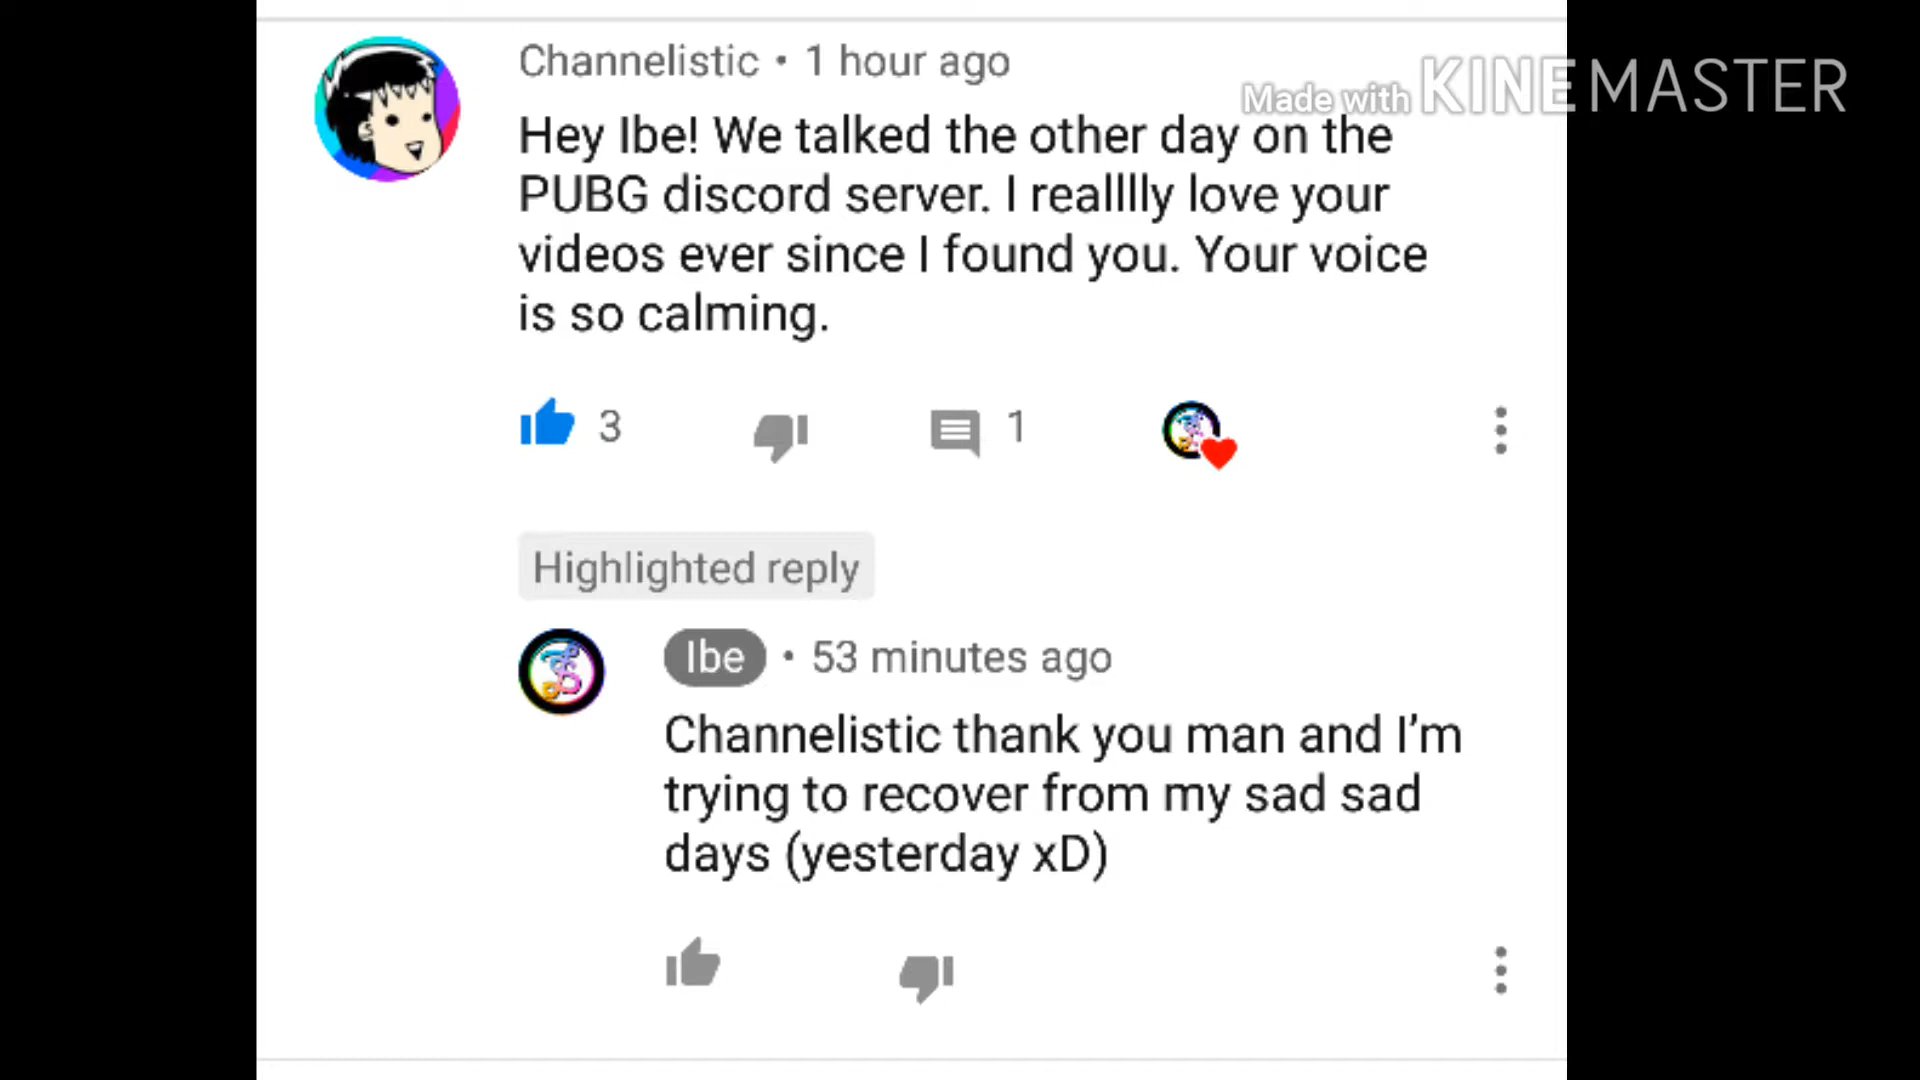 Channelistic • 1 hour ago
Made with KINEMASTER
Hey Ibe! We talked the other day on the
PUBG discord server. I realllly love your
videos ever since I found you. Your voice
is so calming.
3
1
Highlighted reply
Ibe • 53 minutes ago
Channelistic thank you man and I’m
trying to recover from my sad sad
days (yesterday xD)